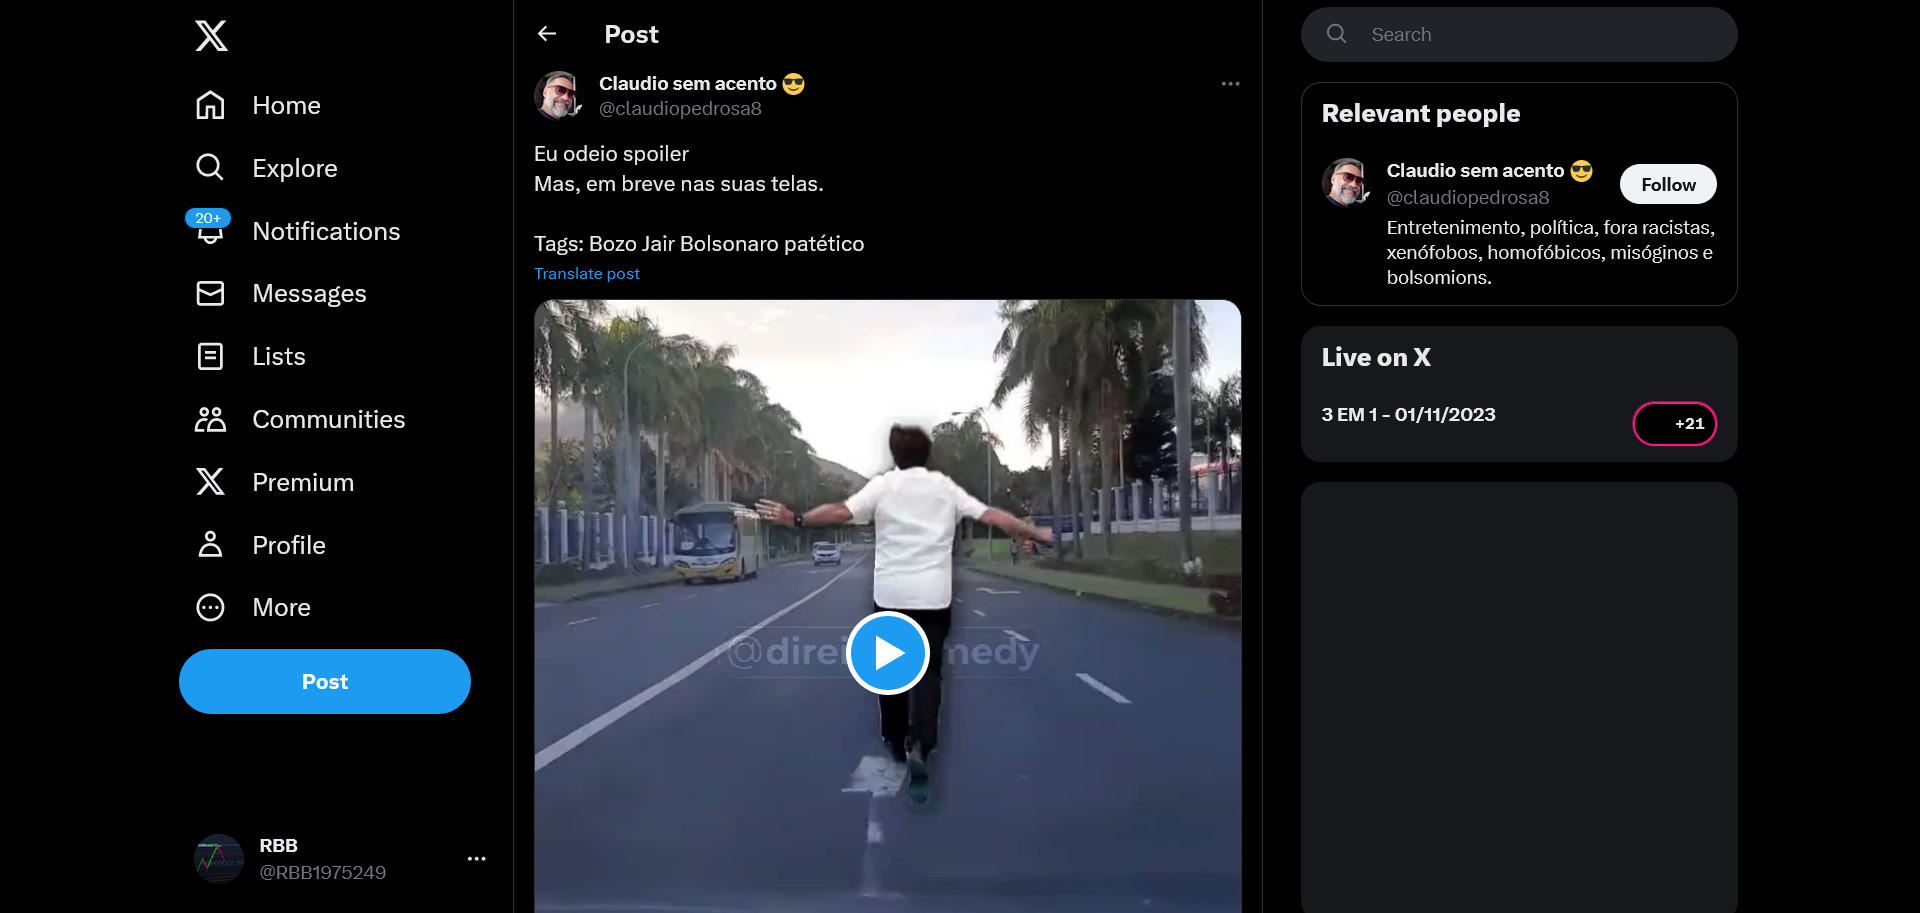 Home
Explore
20+
Notifications
Messages
Lists
Communities
Premium
Profile
More
Post
RBB
@RBB1975249
Post
Claudio sem acento 😎
@claudiopedrosa8
Eu odeio spoiler
Mas, em breve nas suas telas.
Tags: Bozo Jair Bolsonaro patético
Translate post
Search
Relevant people
Claudio sem acento 😎
@claudiopedrosa8
Follow
Entretenimento, política, fora racistas,
xenófobos, homofóbicos, misóginos e
bolsomions.
Live on X
3 EM 1 - 01/11/2023
+21